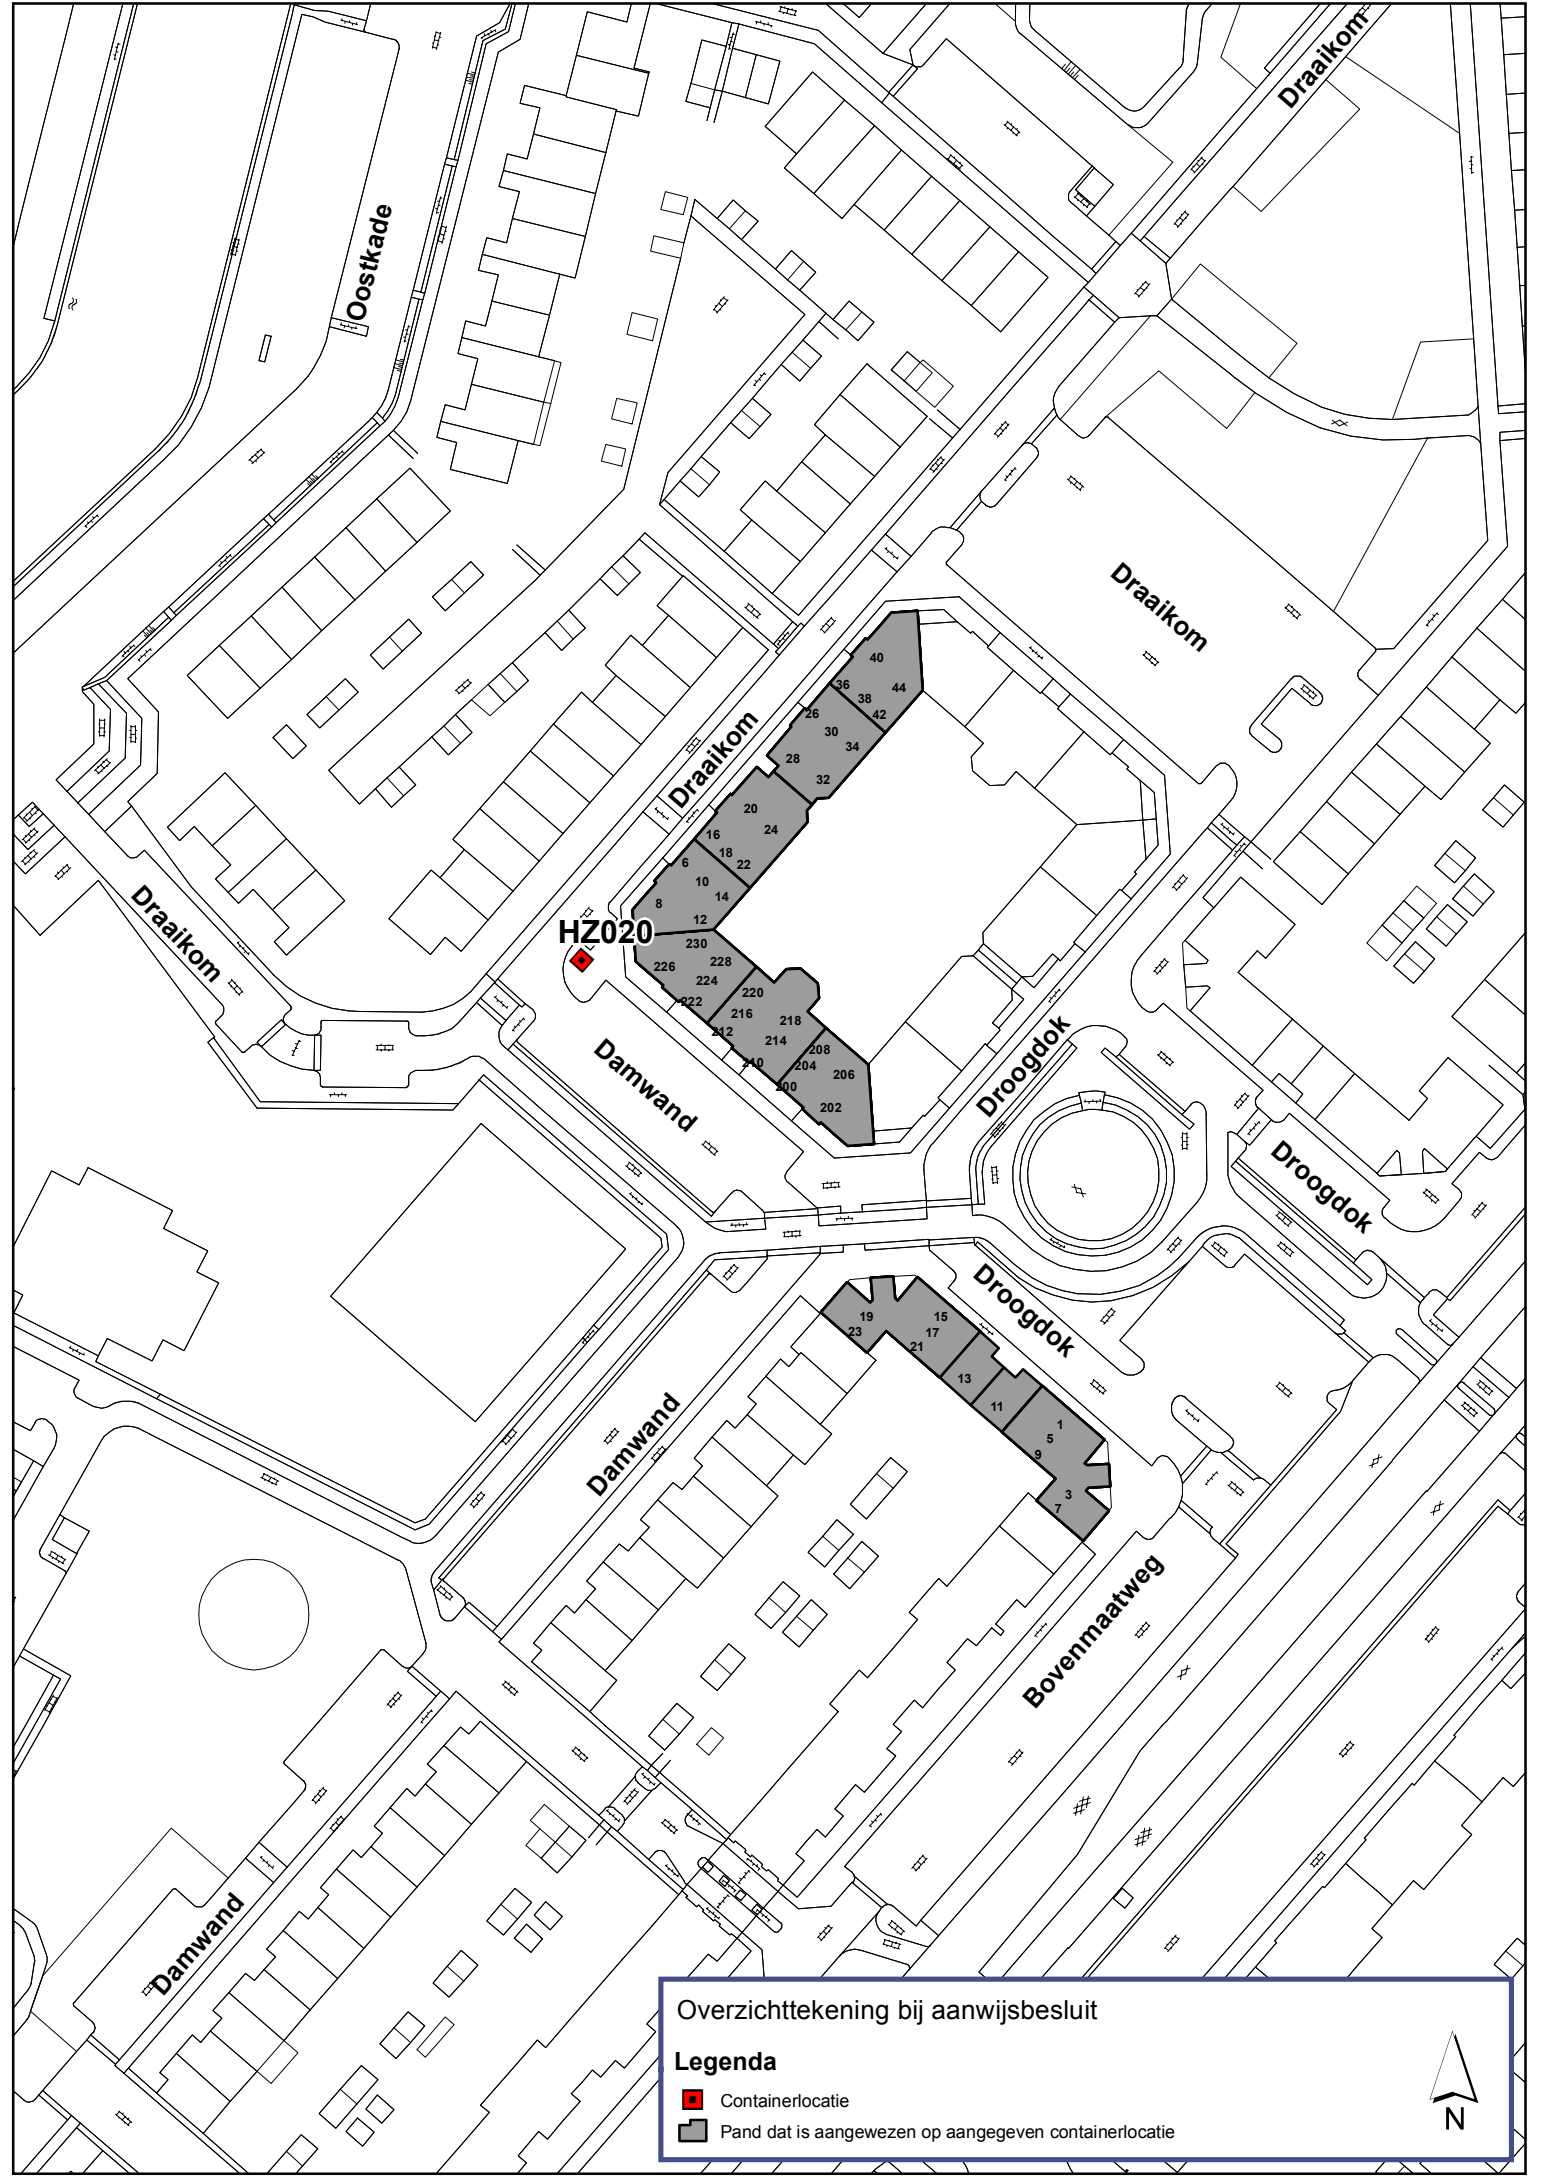 Draaikom
Oostkade
Draaikom
40
36
44
38
42
26
30
34
28
32
Draaikom
20
24
16
18
22
6
10
14
8
12
HZ020
230
228
226
224
222
220
216
218
212
214
210
208
204
206
200
202
Draaikom
Damwand
Droogdok
Droogdok
Droogdok
19
23
15
17
21
13
11
1
5
9
3
7
Damwand
Bovenmaatweg
Damwand
Overzichttekening bij aanwijsbesluit
Legenda
Containerlocatie
Pand dat is aangewezen op aangegeven containerlocatie
N